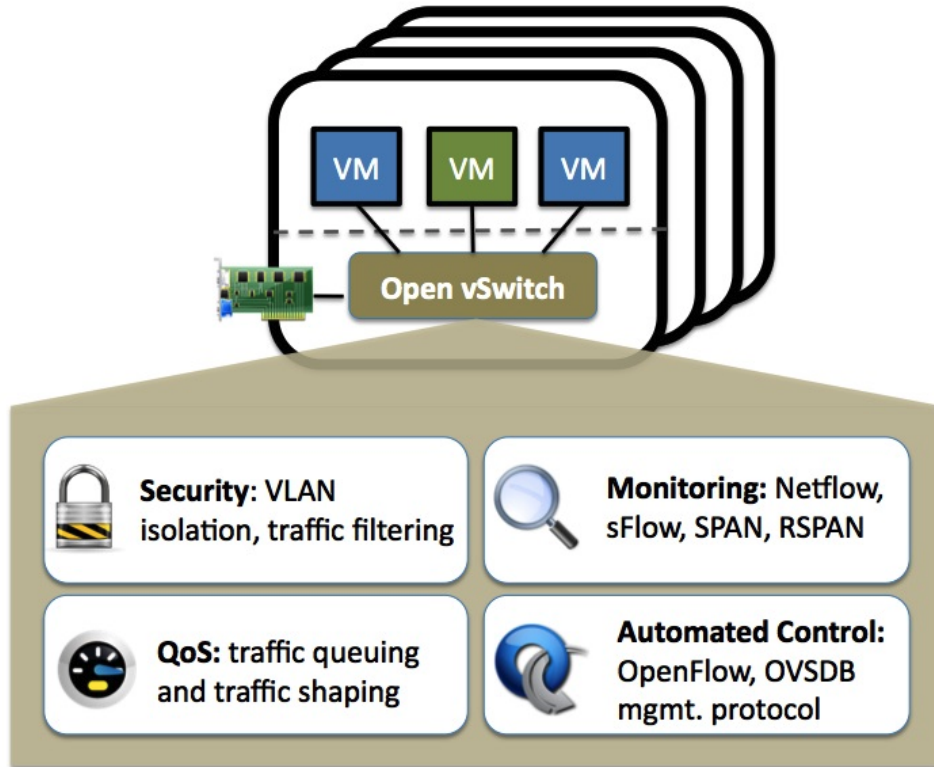 VM
VM
VM
Open vSwitch
Security: VLAN
isolation, traffic filtering
Monitoring: Netflow,
sFlow, SPAN, RSPAN
QoS: traffic queuing
and traffic shaping
Automated Control:
OpenFlow, OVSDB
mgmt. protocol